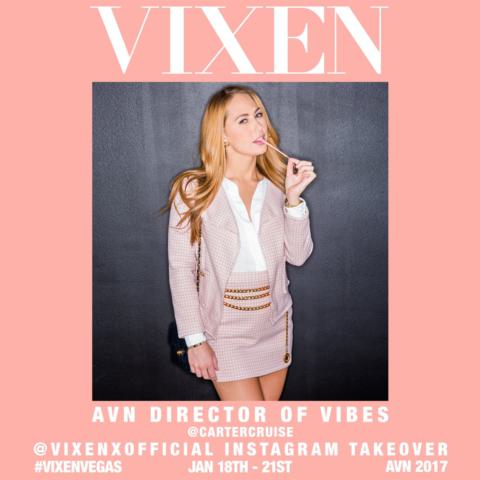 VIXEN
AVN DIRECTOR OF VIBES
@CARTERCRUISE
@VIXENXOFFICIAL INSTAGRAM TAKEOVER
#VIXENVEGAS JAN 18TH - 21ST AVN 2017